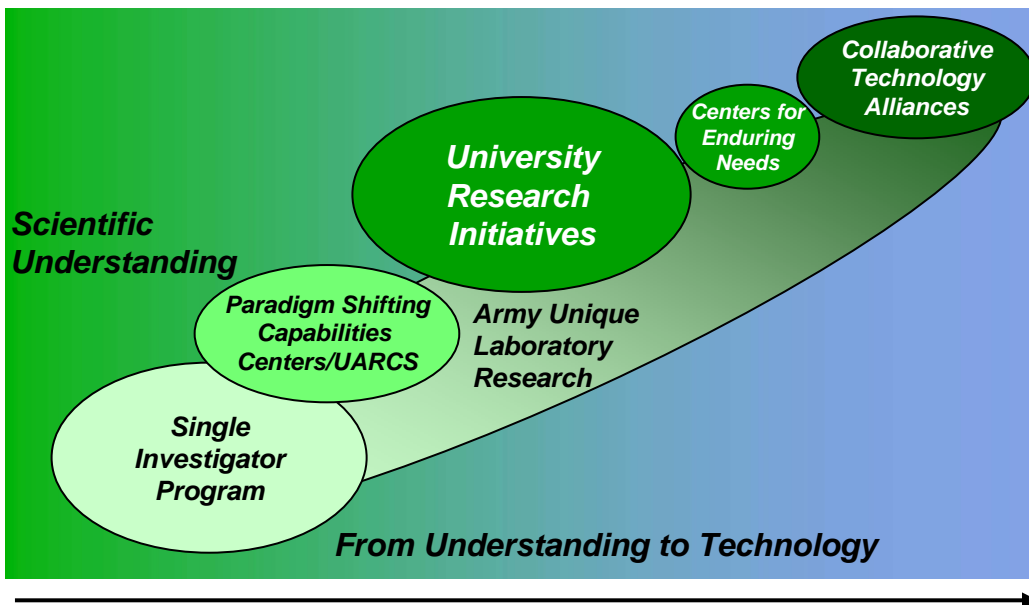 Collaborative
Technology
Alliances
Centers for
Enduring
Needs
University
Research
Initiatives
Scientific
Understanding
Paradigm Shifting
Capabilities
Centers/UARCS
Army Unique
Laboratory
Research
Single
Investigator
Program
From Understanding to Technology